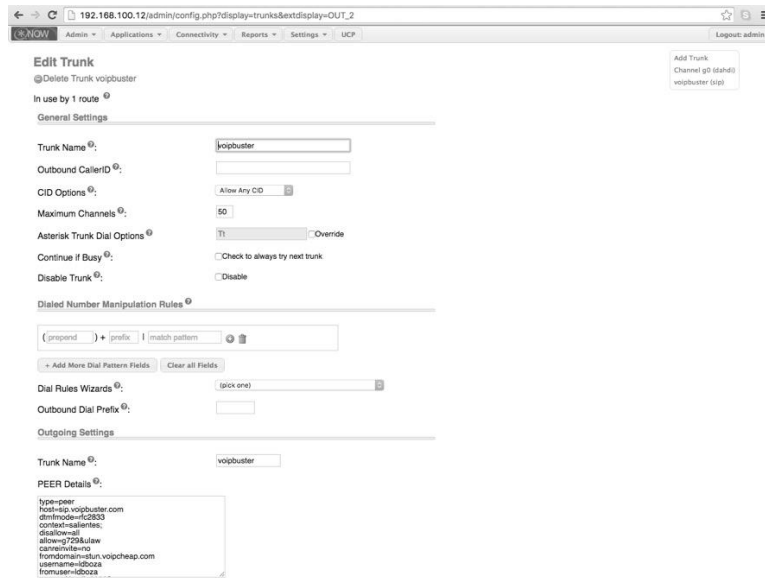 192.168.100.12/admin/config.php?display=trunks&extdisplay=OUT_2
NOW Admin Applications Connectivity Reports Settings UCP Logout: admin
Edit Trunk
Delete Trunk voipbuster
In use by 1 route
Add Trunk
Channel g0 (dahdi)
voipbuster (sip)
General Settings
Trunk Name: voipbuster
Outbound CallerID:
CID Options: Allow Any CID
Maximum Channels: 50
Asterisk Trunk Dial Options Tt Override
Continue if Busy: Check to always try next trunk
Disable Trunk: Disable
Dialed Number Manipulation Rules
( prepend ) + prefix | match pattern
+ Add More Dial Pattern Fields Clear all Fields
Dial Rules Wizards: (pick one)
Outbound Dial Prefix:
Outgoing Settings
Trunk Name: voipbuster
PEER Details:
type=peer
host=sip.voipbuster.com
dtmfmode=rfc2833
context=salientes;
disallow=all
allow=g729&ulaw
canreinvite=no
fromdomain=stun.voipcheap.com
username=ldboza
fromuser=ldboza